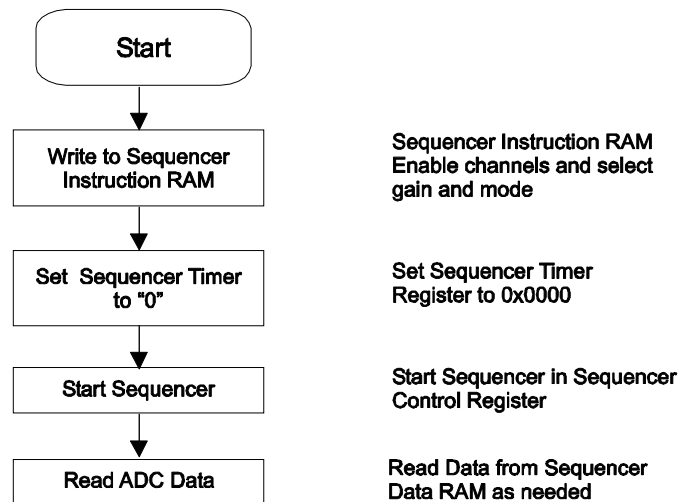 Start
Write to Sequencer
Instruction RAM
Sequencer Instruction RAM
Enable channels and select
gain and mode
Set Sequencer Timer
to “0”
Set Sequencer Timer
Register to 0x0000
Start Sequencer
Start Sequencer in Sequencer
Control Register
Read ADC Data
Read Data from Sequencer
Data RAM as needed